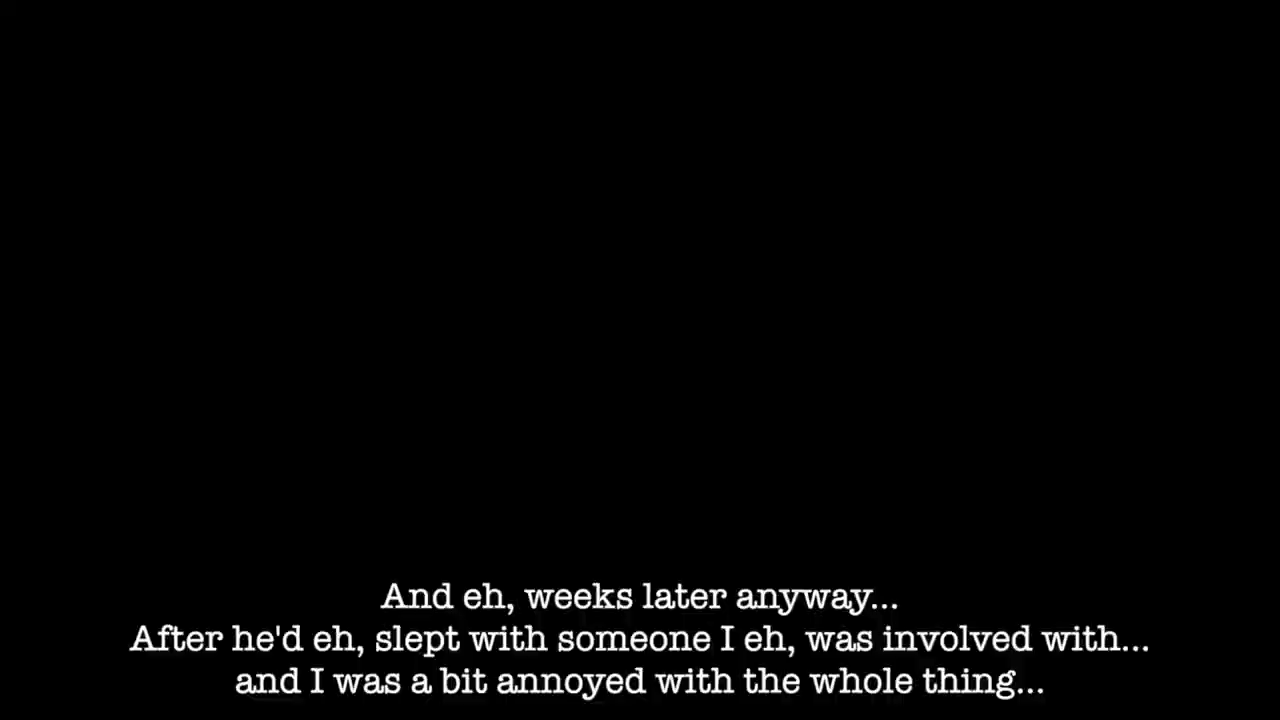 And eh, weeks later anyway...
After he'd eh, slept with someone I eh, was involved with...
and I was a bit annoyed with the whole thing...